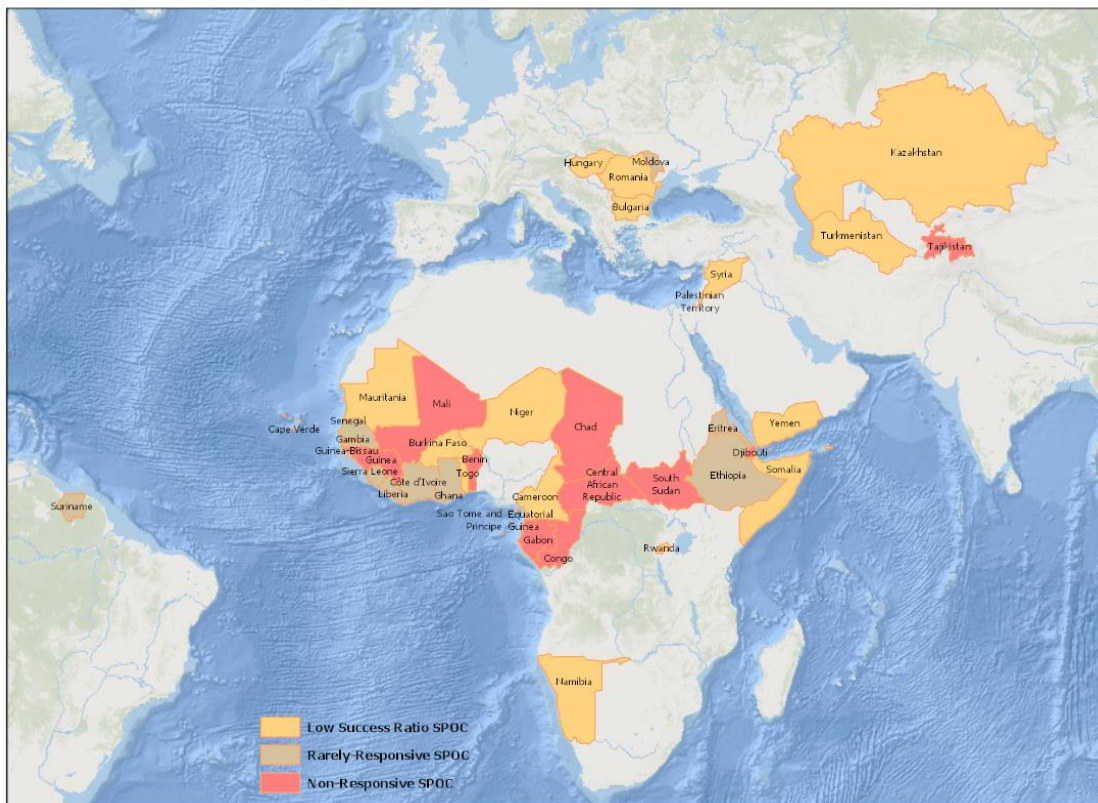 Kazakhstan
Hungary
Moldova
Romania
Bulgaria
Turkmenistan
Tajikistan
Syria
Palestinian
Territory
Mauritania
Mali
Niger
Chad
Yemen
Senegal
Cape Verde
Gambia
Guinea-Bissau
Burkina Faso
Eritrea
Guinea
Benin
Djibouti
Sierra Leone
Togo
Central
African
Republic
South
Sudan
Ethiopia
Somalia
Côte d'Ivoire
Liberia
Ghana
Cameroon
Suriname
Sao Tome and
Principe
Equatorial
Guinea
Gabon
Congo
Rwanda
Namibia
Low Success Ratio SPOC
Rarely-Responsive SPOC
Non-Responsive SPOC